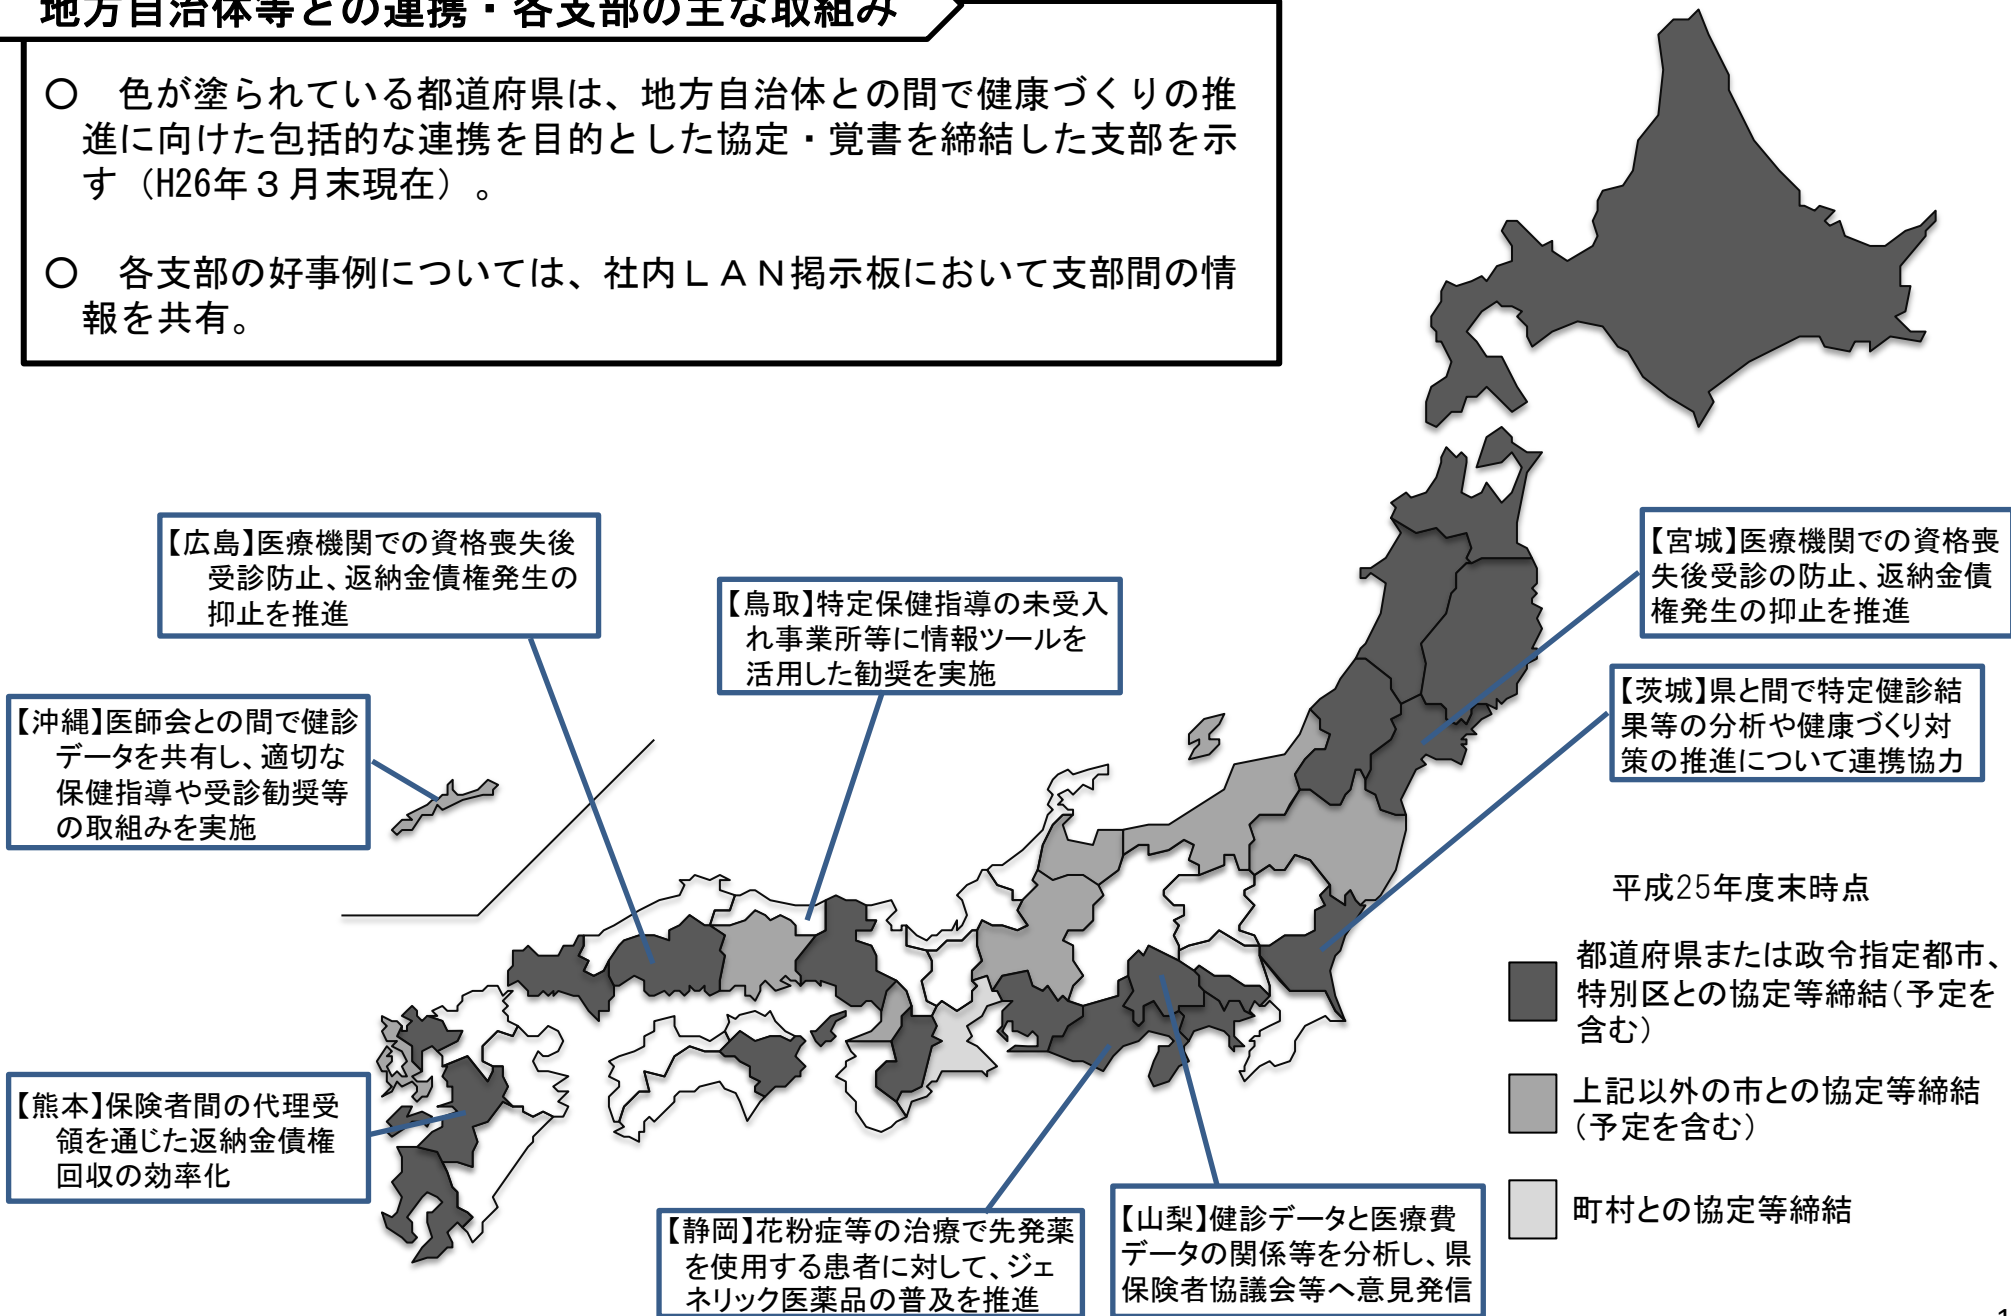 地方自治体等との連携・各支部の主な取組み
○　色が塗られている都道府県は、地方自治体との間で健康づくりの推
進に向けた包括的な連携を目的とした協定・覚書を締結した支部を示
す（H26年３月末現在）。
○　各支部の好事例については、社内ＬＡＮ掲示板において支部間の情
報を共有。
【広島】医療機関での資格喪失後
受診防止、返納金債権発生の
抑止を推進
【鳥取】特定保健指導の未受入
れ事業所等に情報ツールを
活用した勧奨を実施
【宮城】医療機関での資格喪
失後受診の防止、返納金債
権発生の抑止を推進
【沖縄】医師会との間で健診
データを共有し、適切な
保健指導や受診勧奨等
の取組みを実施
【茨城】県と間で特定健診結
果等の分析や健康づくり対
策の推進について連携協力
平成25年度末時点
都道府県または政令指定都市、
特別区との協定等締結（予定を
含む）
上記以外の市との協定等締結
（予定を含む）
町村との協定等締結
【熊本】保険者間の代理受
領を通じた返納金債権
回収の効率化
【静岡】花粉症等の治療で先発薬
を使用する患者に対して、ジェ
ネリック医薬品の普及を推進
【山梨】健診データと医療費
データの関係等を分析し、県
保険者協議会等へ意見発信